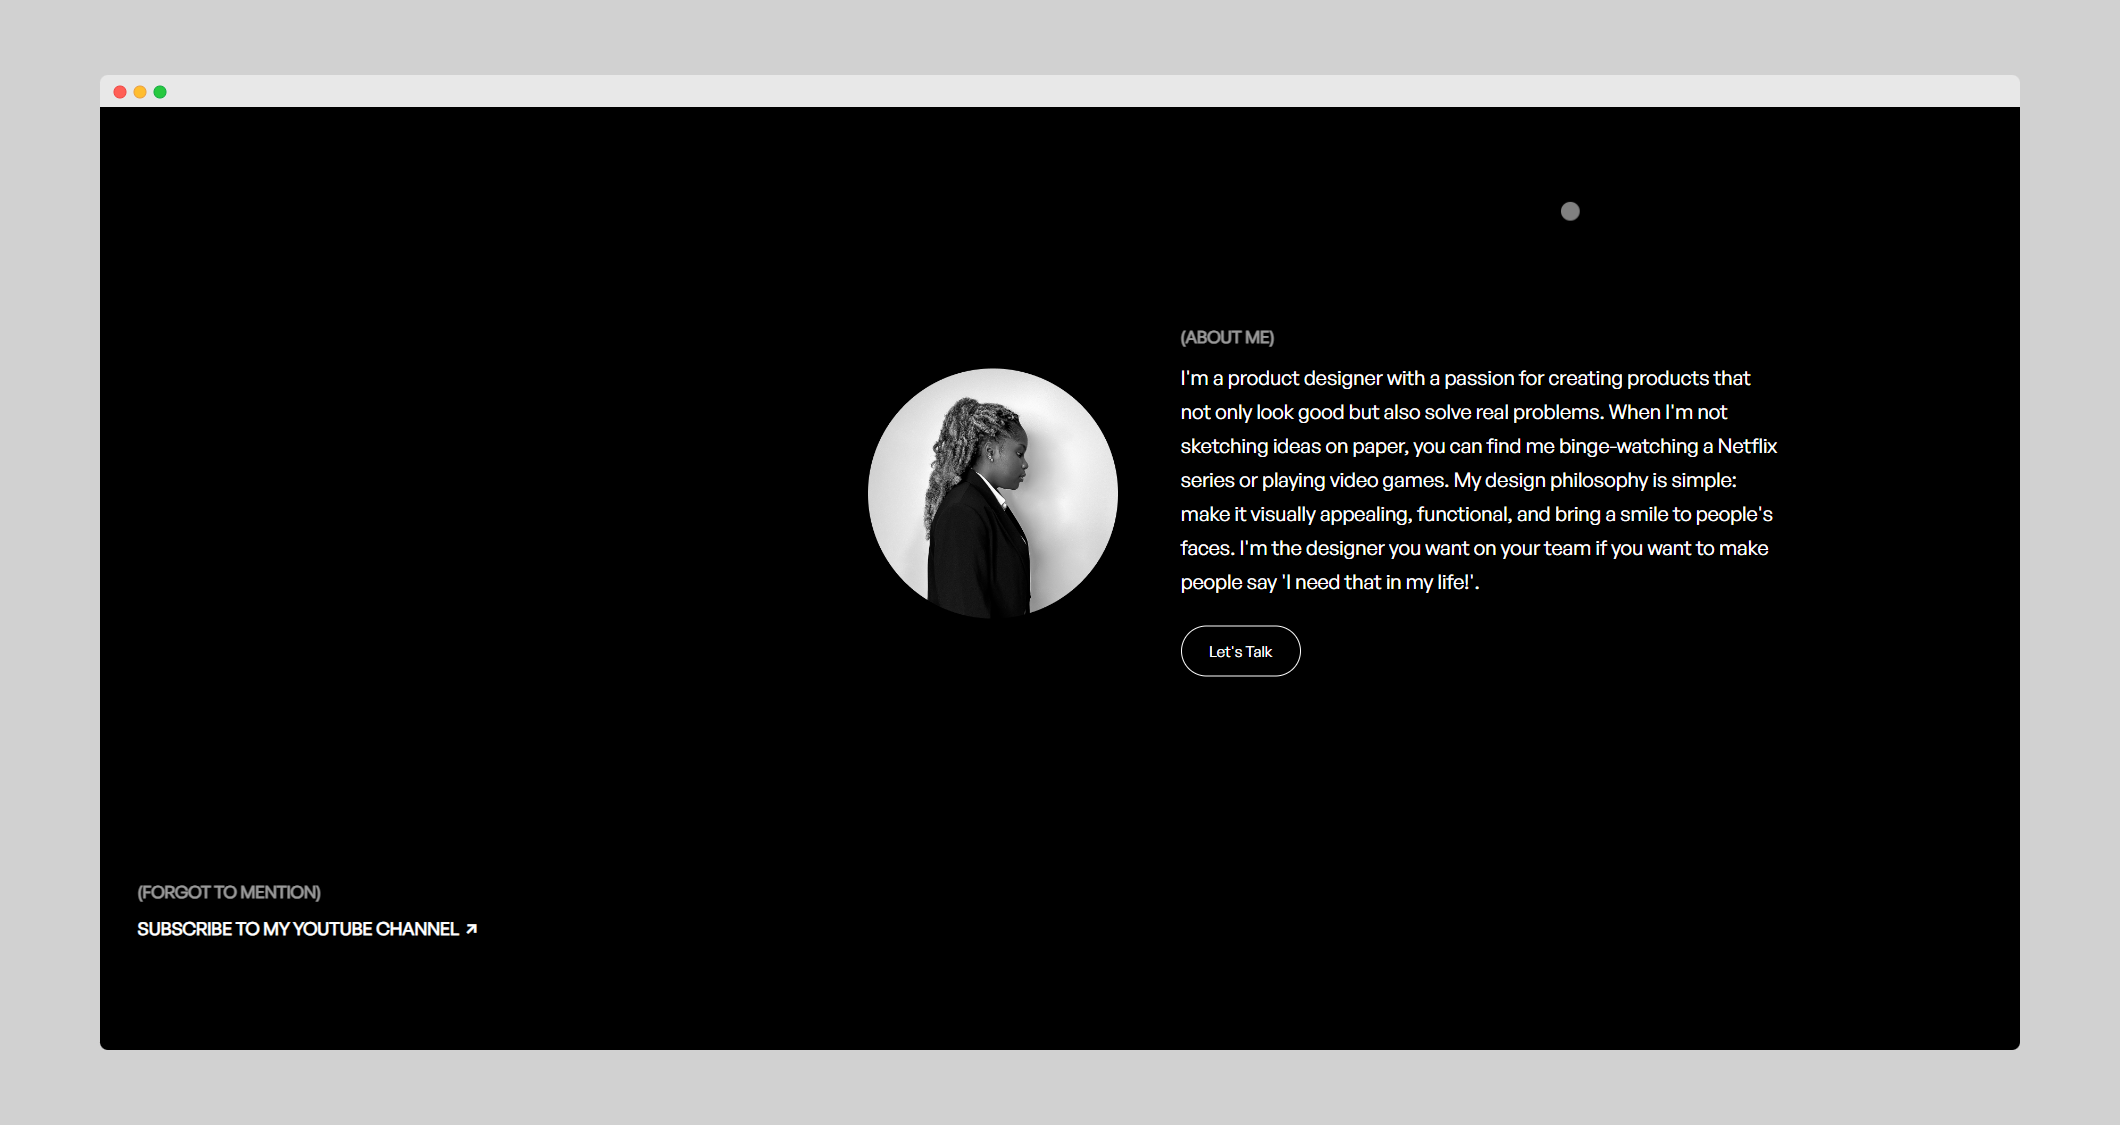 (ABOUT ME)
I'm a product designer with a passion for creating products that
not only look good but also solve real problems. When I'm not
sketching ideas on paper, you can find me binge-watching a Netflix
series or playing video games. My design philosophy is simple:
make it visually appealing, functional, and bring a smile to people's
faces. I'm the designer you want on your team if you want to make
people say 'I need that in my life!'.
Let's Talk
(FORGOT TO MENTION)
SUBSCRIBE TO MY YOUTUBE CHANNEL ↗